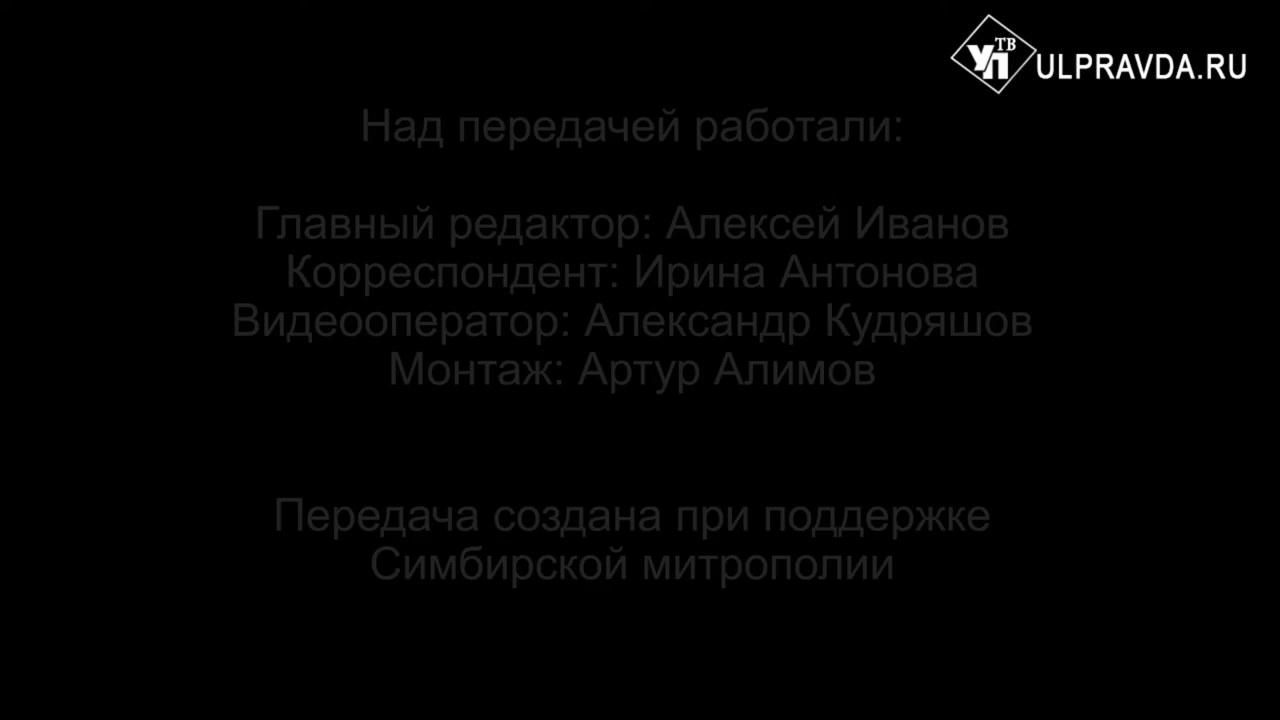 ТВ
УП
ULPRAVDA.RU
Над передачей работали:
Главный редактор: Алексей Иванов
Корреспондент: Ирина Антонова
Видеооператор: Александр Кудряшов
Монтаж: Артур Алимов
Передача создана при поддержке
Симбирской митрополии